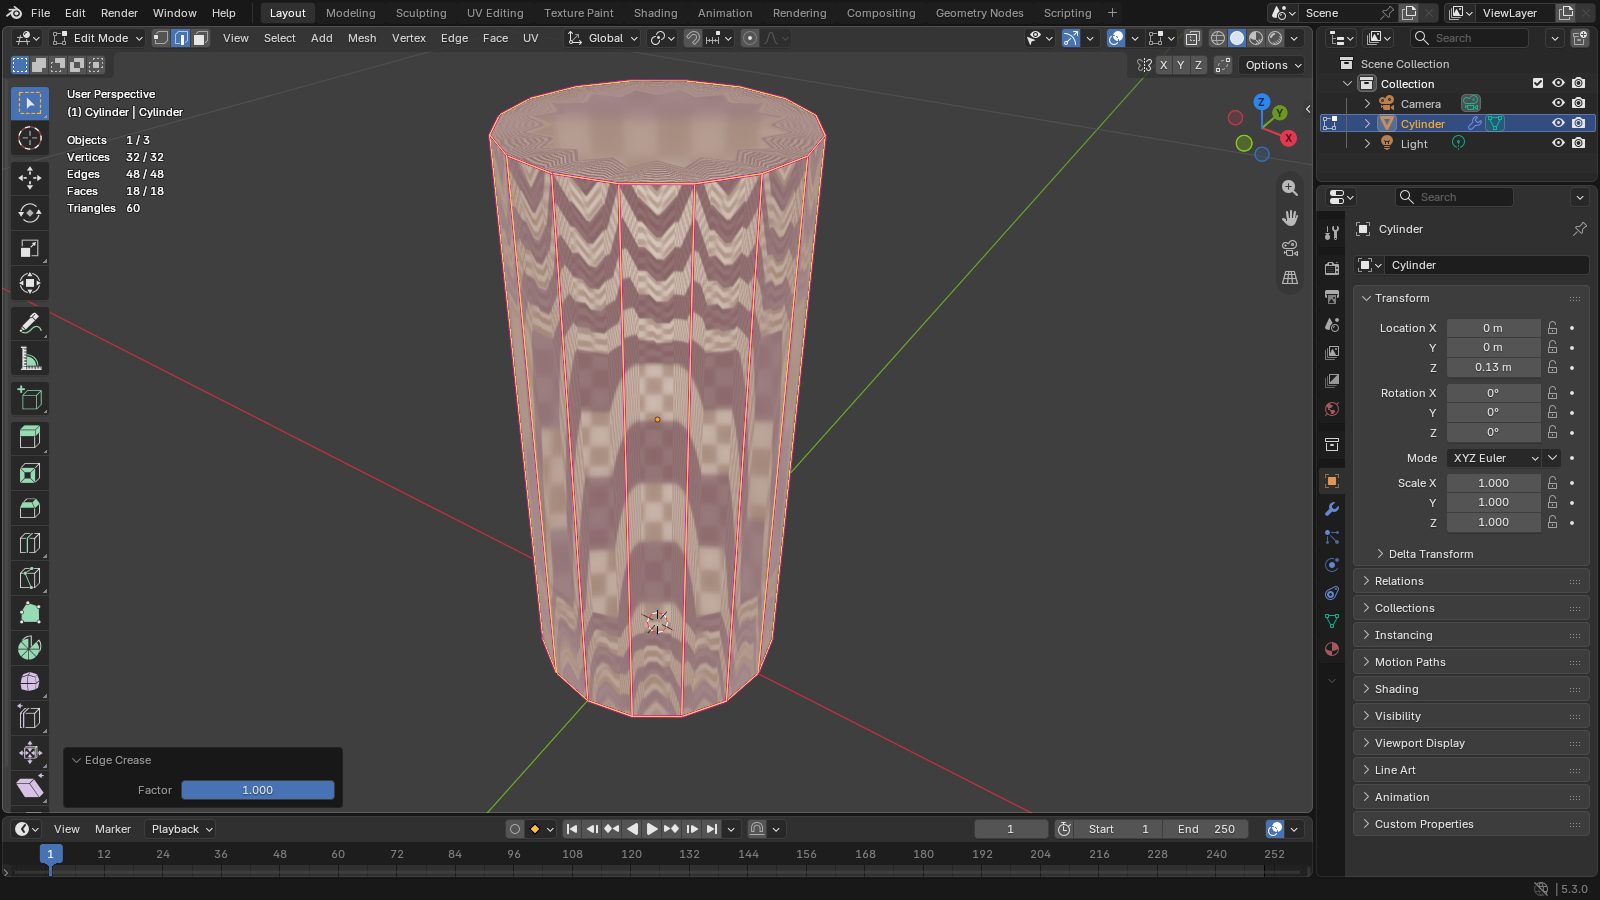 File Edit Render Window Help Layout Modeling Sculpting UV Editing Texture Paint Shading Animation Rendering Compositing Geometry Nodes Scripting + Scene ViewLayer
Edit Mode View Select Add Mesh Vertex Edge Face UV Global Search
X Y Z Options
User Perspective
(1) Cylinder | Cylinder
Objects 1 / 3
Vertices 32 / 32
Edges 48 / 48
Faces 18 / 18
Triangles 60
Z
Y
X
Edge Crease
Factor 1.000
Scene Collection
Collection
Camera
Cylinder
Light
Search
Cylinder
Cylinder
Transform
Location X 0 m
Y 0 m
Z 0.13 m
Rotation X 0°
Y 0°
Z 0°
Mode XYZ Euler
Scale X 1.000
Y 1.000
Z 1.000
Delta Transform
Relations
Collections
Instancing
Motion Paths
Shading
Visibility
Viewport Display
Line Art
Animation
Custom Properties
View Marker Playback 1 Start 1 End 250
1 12 24 36 48 60 72 84 96 108 120 132 144 156 168 180 192 204 216 228 240 252
5.3.0